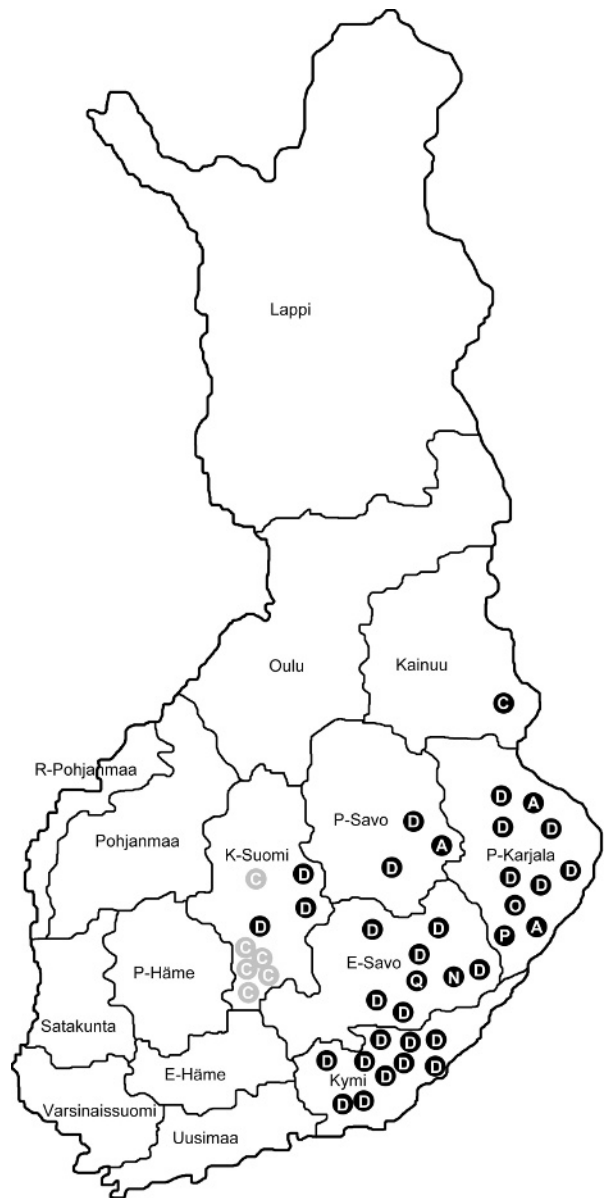 Lappi
Oulu
Kainuu
C
R-Pohjanmaa
Pohjanmaa
K-Suomi
P-Savo
P-Karjala
D
A
D
D
D
A
D
D
D
D
O
P
A
C
D
D
D
C
C
C
C
C
P-Häme
E-Savo
D
D
D
Q
N
D
D
D
Satakunta
E-Häme
Kymi
D
D
D
D
D
D
D
D
D
D
Varsinaissuomi
Uusimaa